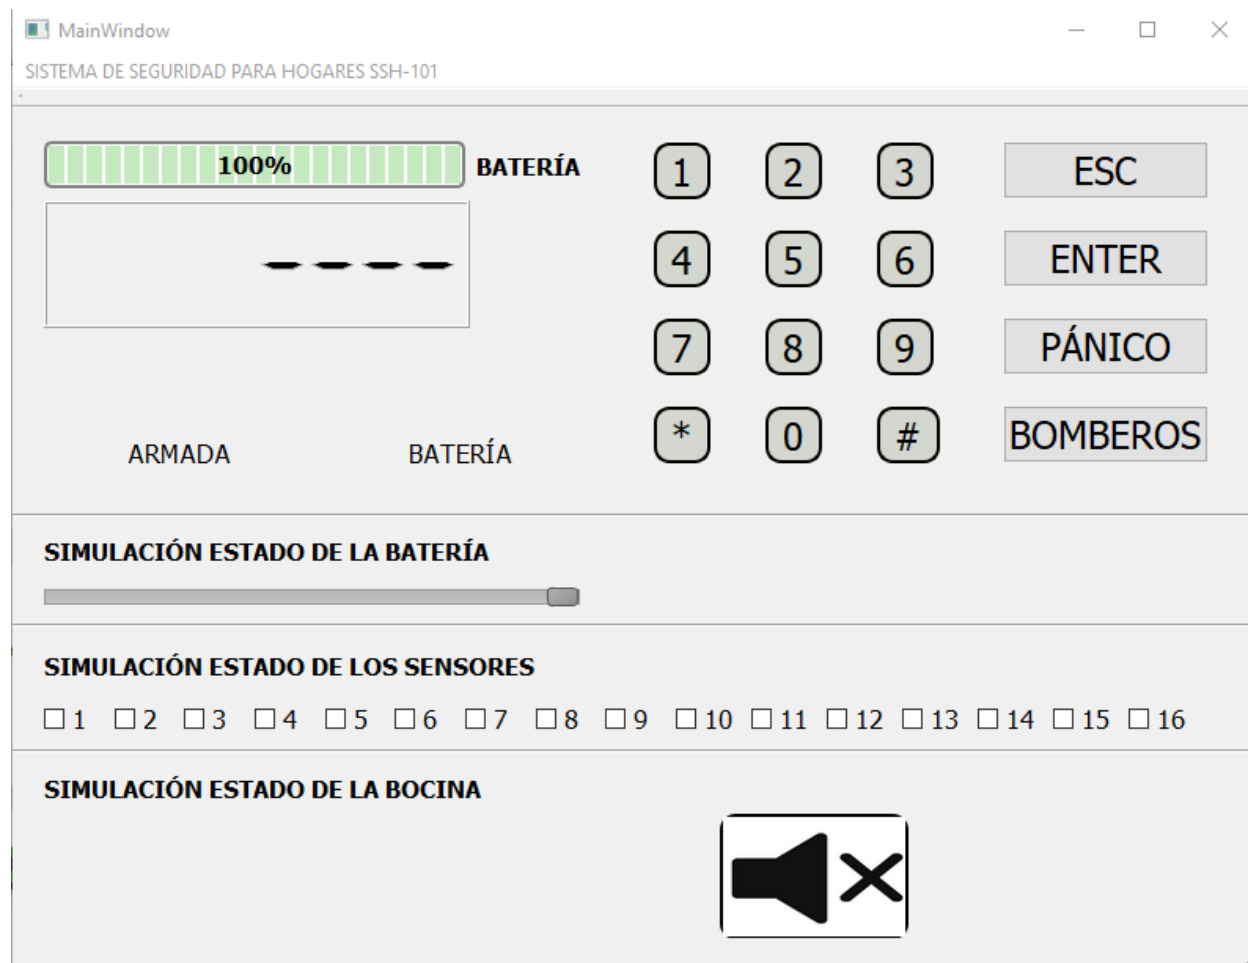 MainWindow
SISTEMA DE SEGURIDAD PARA HOGARES SSH-101
100% BATERÍA
1 2 3 ESC
----
4 5 6 ENTER
7 8 9 PÁNICO
* 0 # BOMBEROS
ARMADA BATERÍA
SIMULACIÓN ESTADO DE LA BATERÍA
SIMULACIÓN ESTADO DE LOS SENSORES
1 2 3 4 5 6 7 8 9 10 11 12 13 14 15 16
SIMULACIÓN ESTADO DE LA BOCINA